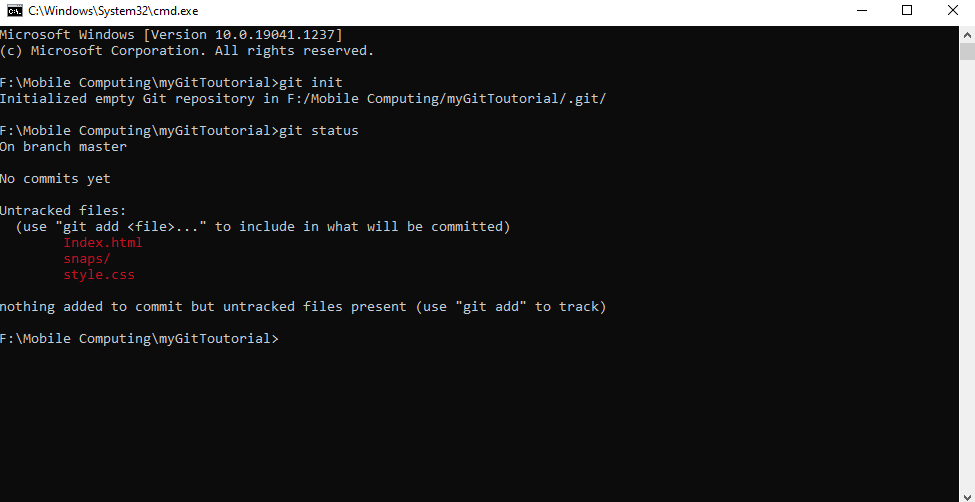 C:\Windows\System32\cmd.exe
Microsoft Windows [Version 10.0.19041.1237]
(c) Microsoft Corporation. All rights reserved.
F:\Mobile Computing\myGitToutorial>git init
Initialized empty Git repository in F:/Mobile Computing/myGitToutorial/.git/
F:\Mobile Computing\myGitToutorial>git status
On branch master
No commits yet
Untracked files:
(use "git add <file>..." to include in what will be committed)
Index.html
snaps/
style.css
nothing added to commit but untracked files present (use "git add" to track)
F:\Mobile Computing\myGitToutorial>